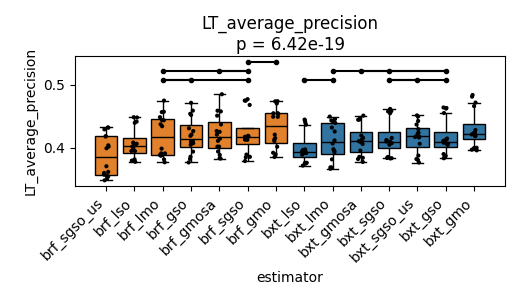 LT_average_precision
p = 6.42e-19
LT_average_precision
0.5
0.4
brf_sgso_us
brf_lso
brf_lmo
brf_gso
brf_gmosa
brf_sgso
brf_gmo
bxt_lso
bxt_lmo
bxt_gmosa
bxt_sgso
bxt_sgso_us
bxt_gso
bxt_gmo
estimator